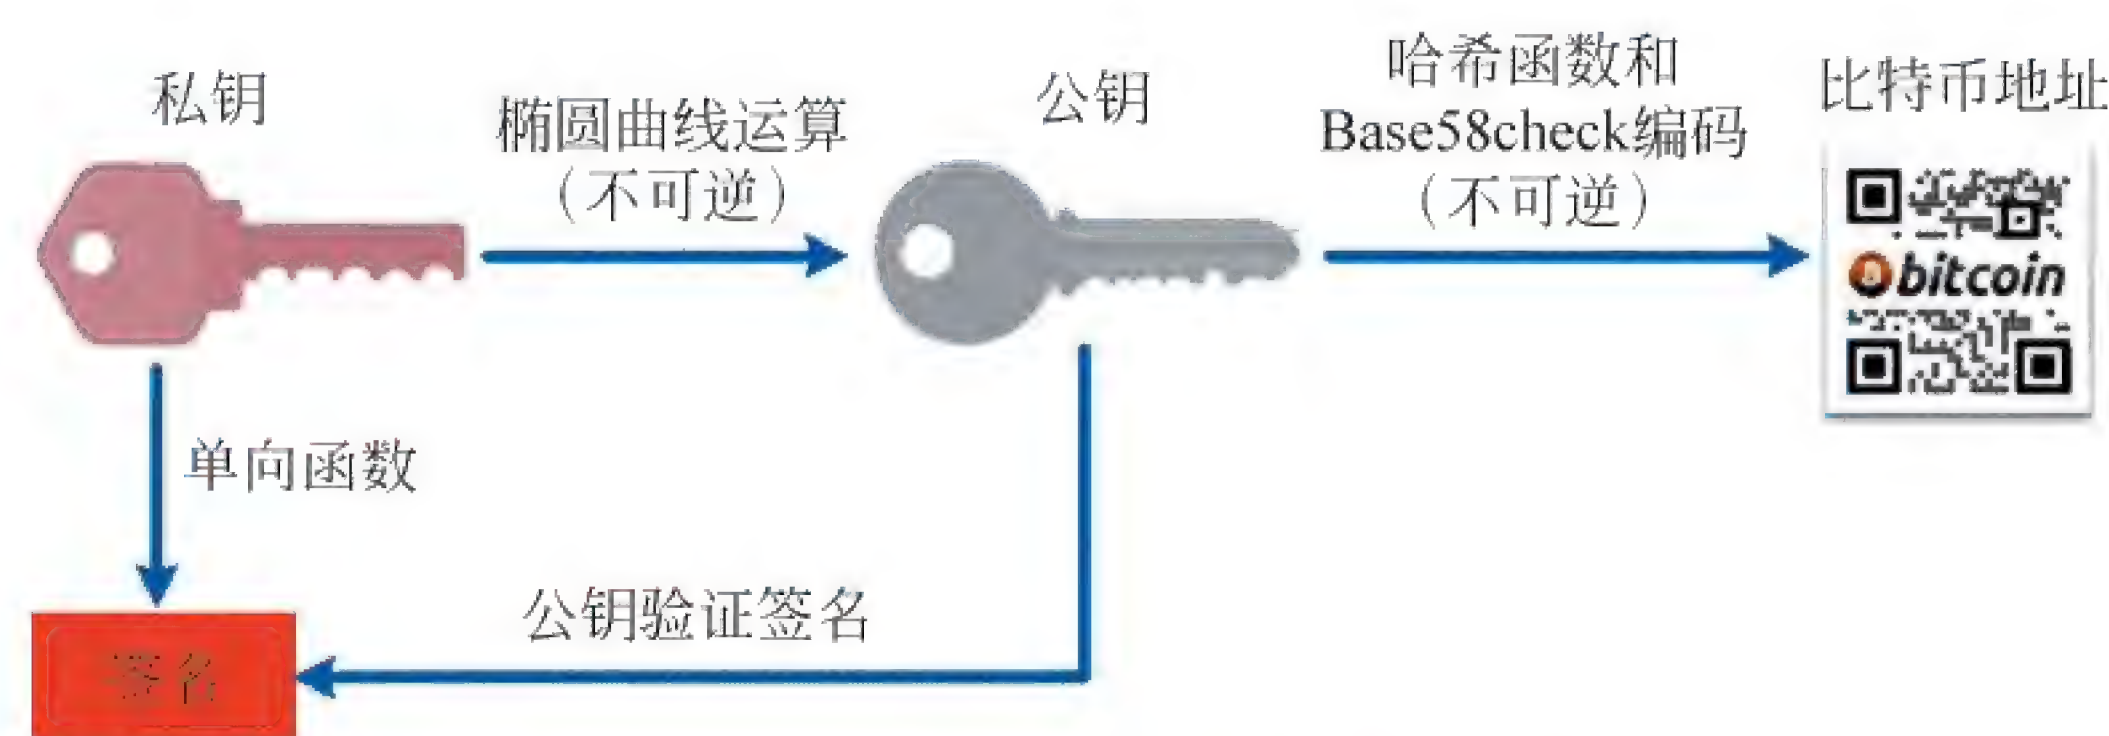 私钥
椭圆曲线运算
（不可逆）
公钥
哈希函数和
Base58check编码
（不可逆）
比特币地址
bitcoin
单向函数
公钥验证签名
签名